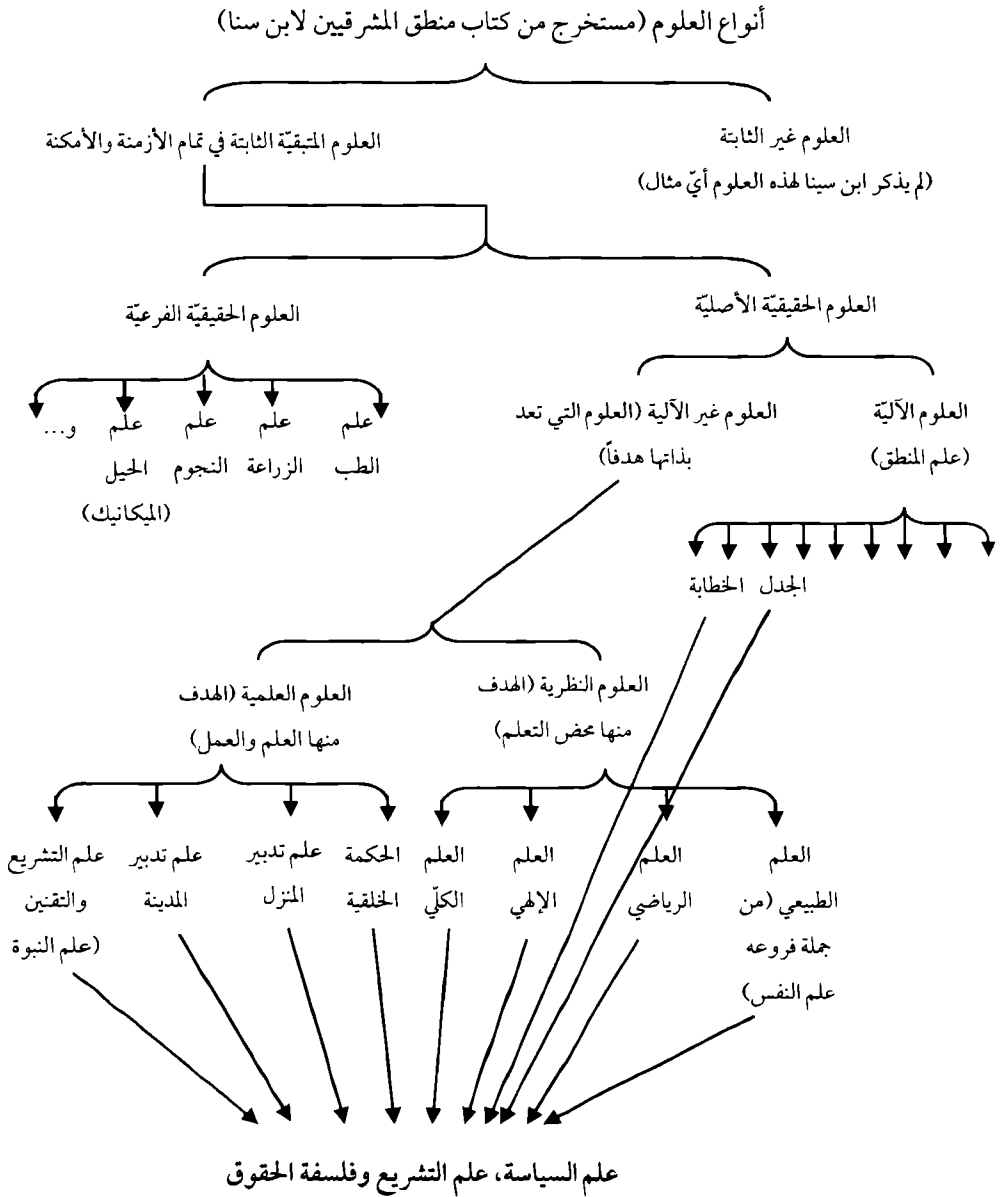 أنواع العلوم (مستخرج من كتاب منطق المشرقيين لابن سنا)
العلوم غير الثابتة
(لم يذكر ابن سينا لهذه العلوم أيّ مثال)
العلوم المتبقيّة الثابتة في تمام الأزمنة والأمكنة
العلوم الحقيقيّة الأصليّة
العلوم الحقيقيّة الفرعيّة
العلوم الآليّة
(علم المنطق)
العلوم غير الآلية (العلوم التي تعد
بذاتها هدفاً)
علم
الطب
علم
الزراعة
علم
النجوم
علم
الحيل
(الميكانيك)
و...
الجدل
الخطابة
العلوم النظرية (الهدف
منها محض التعلم)
العلوم العلمية (الهدف
منها العلم والعمل)
العلم
الطبيعي (من
جملة فروعه
علم النفس)
العلم
الرياضي
العلم
الإلهي
العلم
الكلّي
الحكمة
الخلقية
علم تدبير
المنزل
علم تدبير
المدينة
علم التشريع
والتقنين
(علم النبوة
علم السياسة، علم التشريع وفلسفة الحقوق